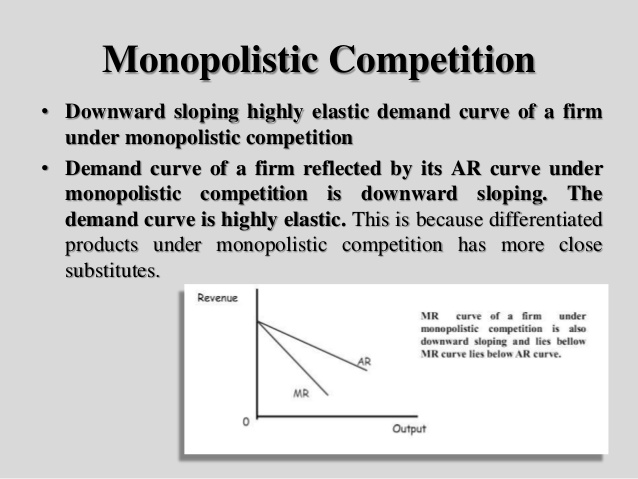 Monopolistic Competition
• Downward sloping highly elastic demand curve of a firm
under monopolistic competition
• Demand curve of a firm reflected by its AR curve under
monopolistic competition is downward sloping. The
demand curve is highly elastic. This is because differentiated
products under monopolistic competition has more close
substitutes.
Revenue
MR curve of a firm under
monopolistic competition is also
downward sloping and lies bellow
MR curve lies below AR curve.
AR
MR
0
Output